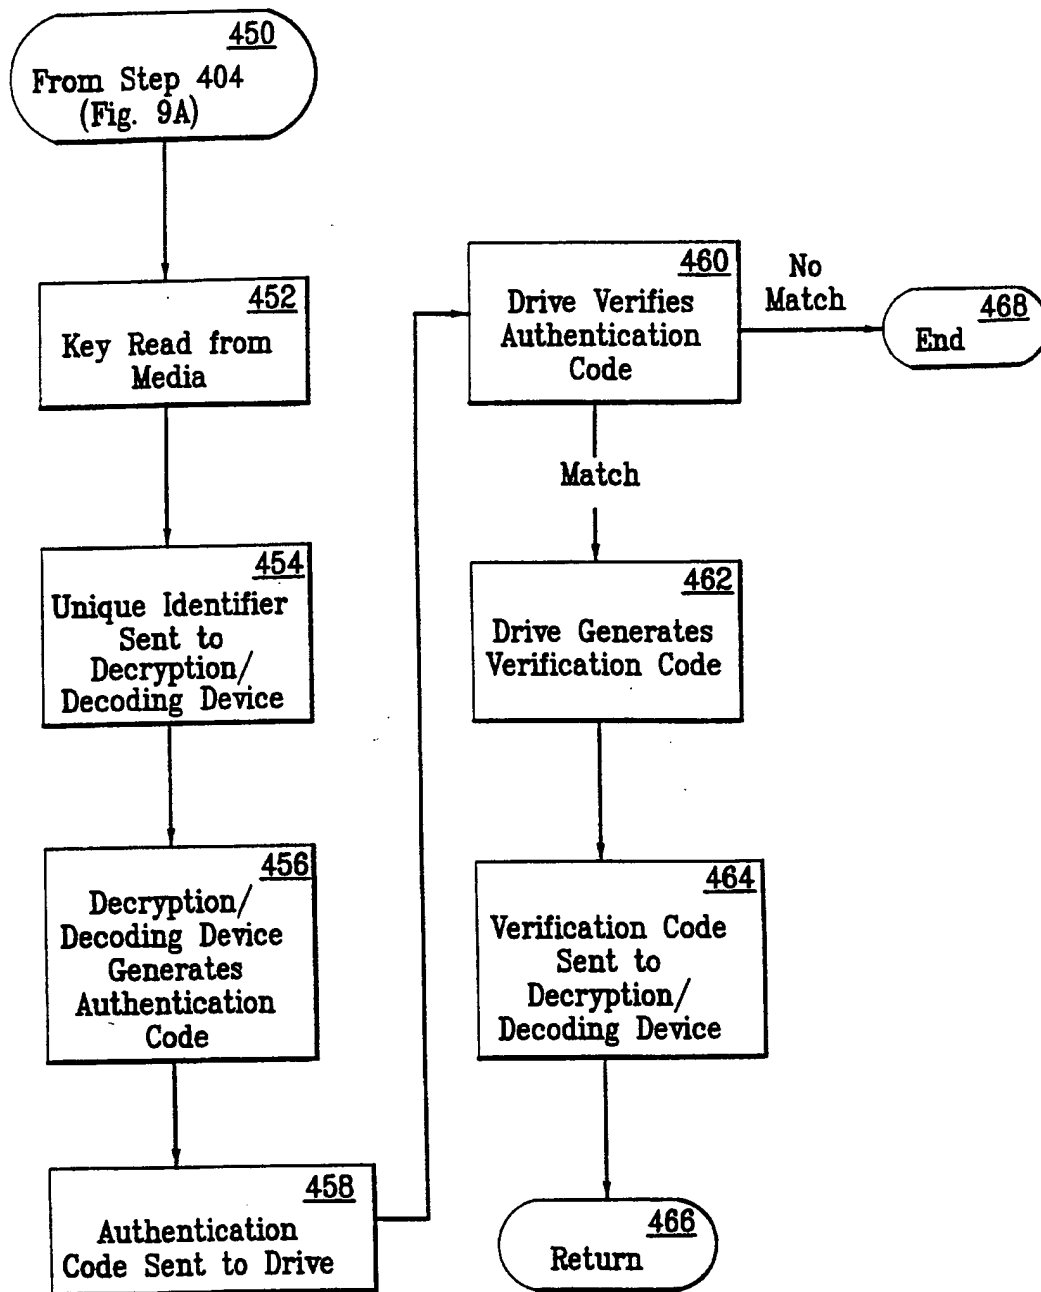 450
From Step 404
(Fig. 9A)
452
Key Read from
Media
454
Unique Identifier
Sent to
Decryption/
Decoding Device
456
Decryption/
Decoding Device
Generates
Authentication
Code
458
Authentication
Code Sent to Drive
460
Drive Verifies
Authentication
Code
No
Match
468
End
Match
462
Drive Generates
Verification Code
464
Verification Code
Sent to
Decryption/
Decoding Device
466
Return